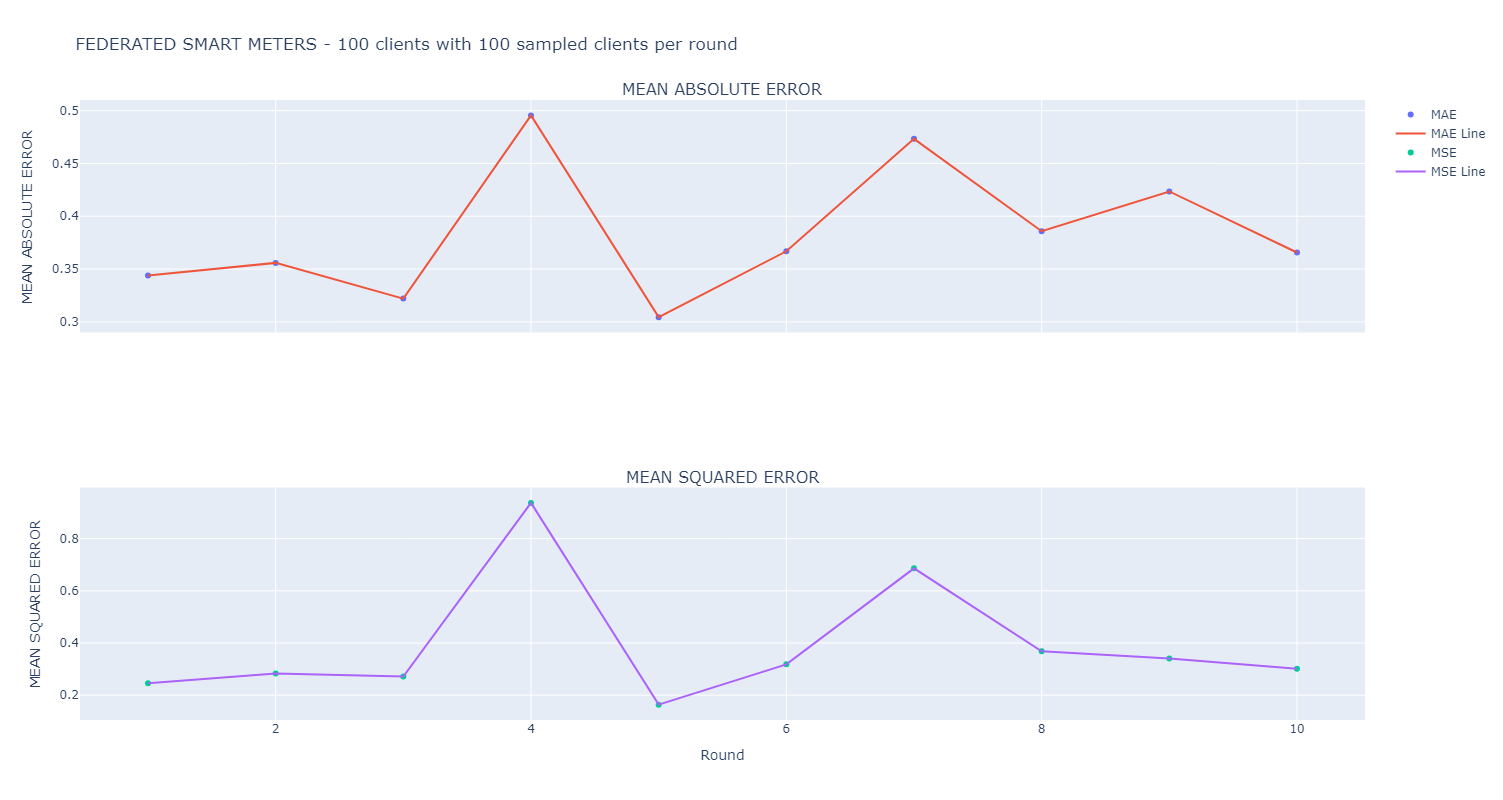 FEDERATED SMART METERS - 100 clients with 100 sampled clients per round
MEAN ABSOLUTE ERROR
MEAN ABSOLUTE ERROR
0.5
0.45
0.4
0.35
0.3
MAE
MAE Line
MSE
MSE Line
MEAN SQUARED ERROR
MEAN SQUARED ERROR
0.8
0.6
0.4
0.2
2
4
6
8
10
Round